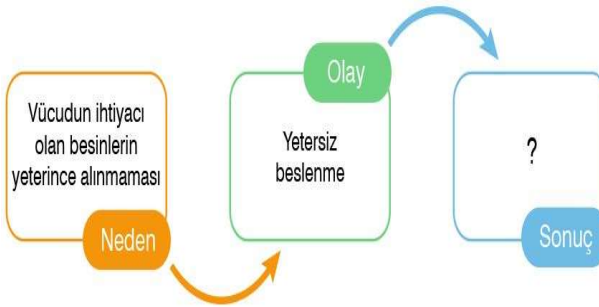 Vücudun ihtiyacı
olan besinlerin
yeterince alınmaması
Neden
Olay
Yetersiz
beslenme
?
Sonuç